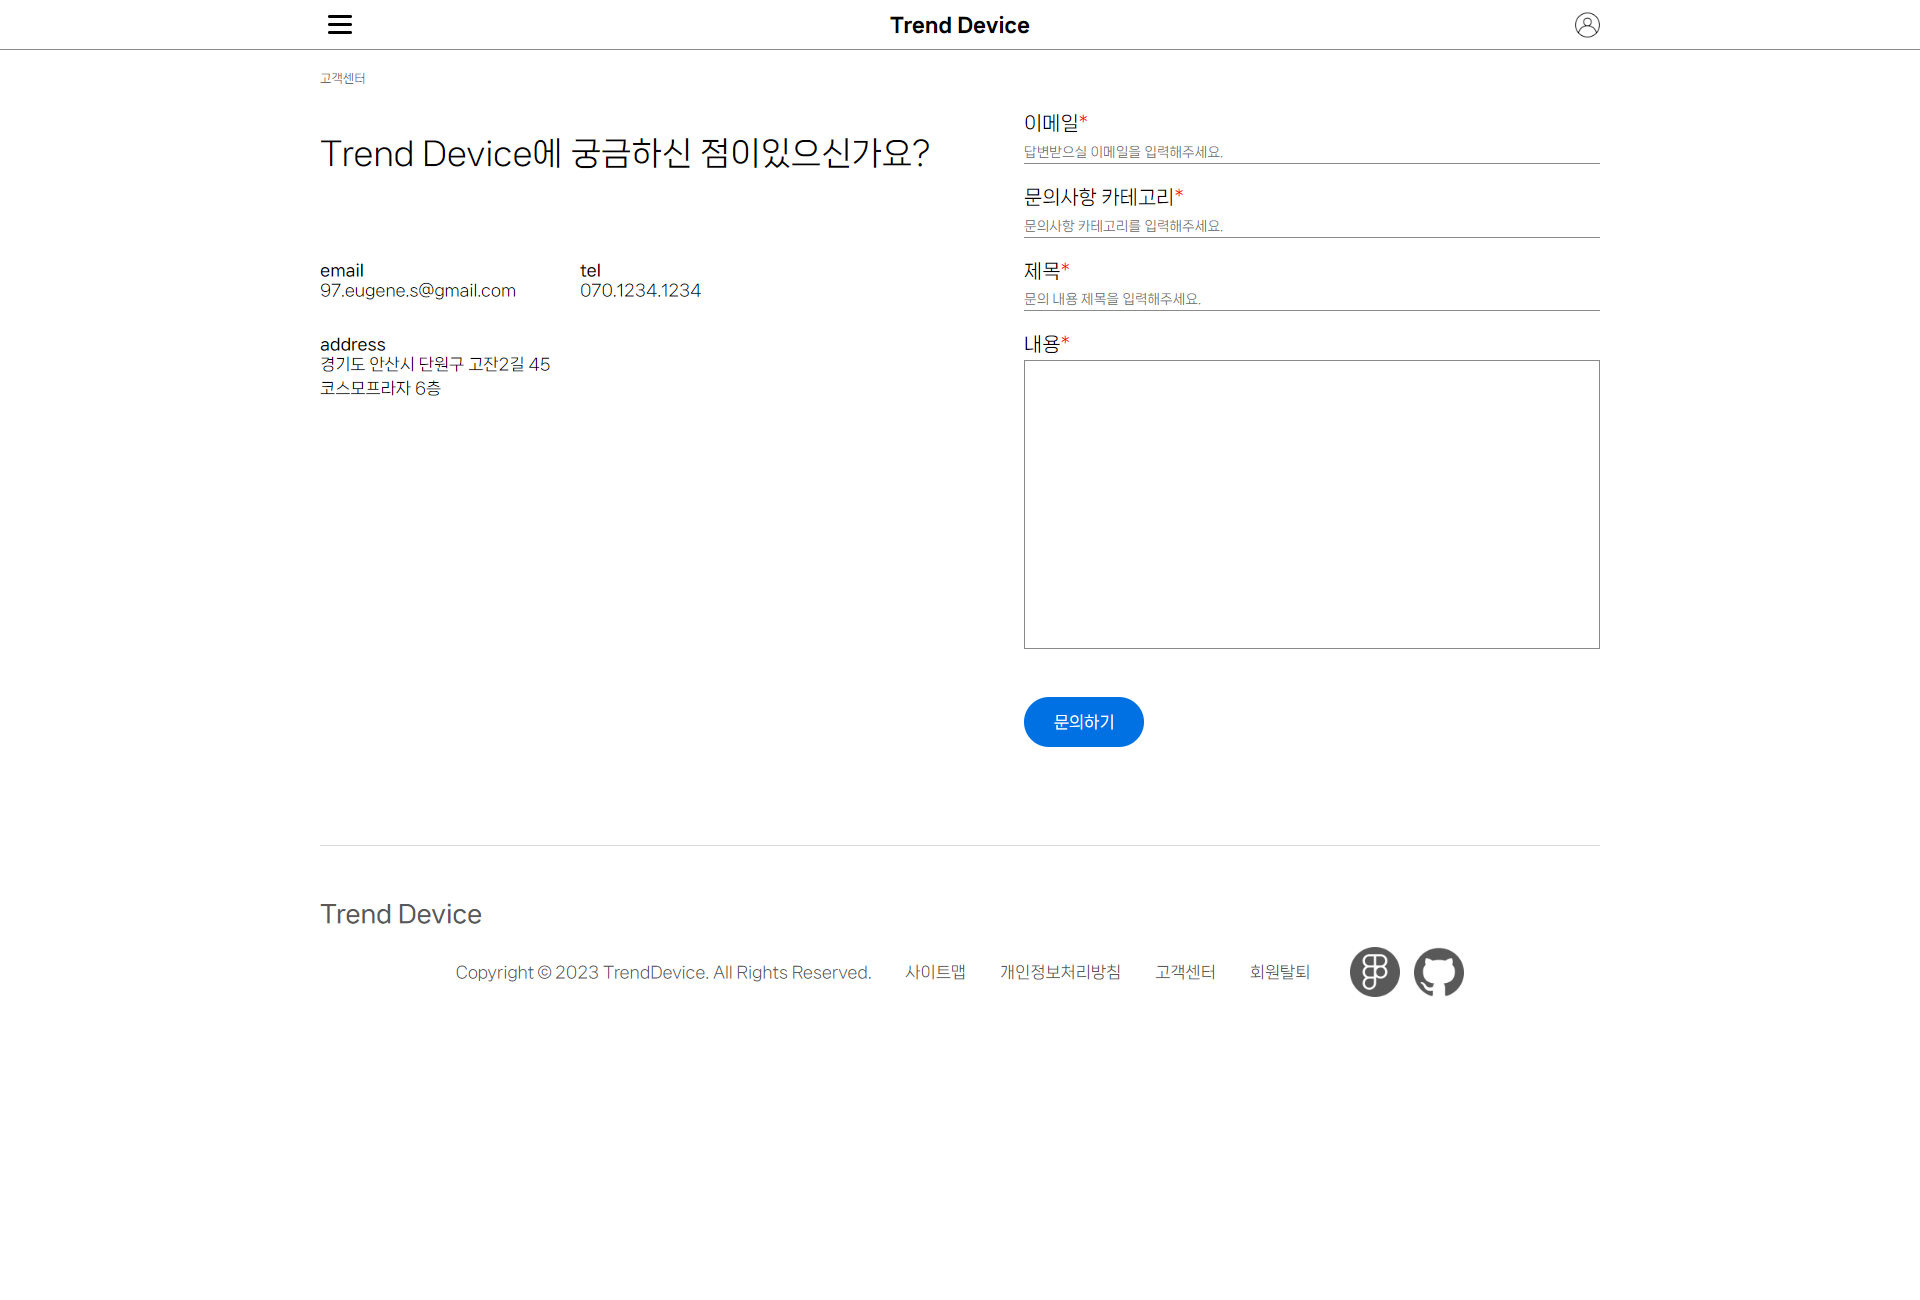 Trend Device
고객센터
Trend Device에 궁금하신 점이있으신가요?
email
97.eugene.s@gmail.com
tel
070.1234.1234
address
경기도 안산시 단원구 고잔2길 45
코스모프라자 6층
이메일*
답변받으실 이메일을 입력해주세요.
문의사항 카테고리*
문의사항 카테고리를 입력해주세요.
제목*
문의 내용 제목을 입력해주세요.
내용*
문의하기
Trend Device
Copyright © 2023 TrendDevice. All Rights Reserved. 사이트맵 개인정보처리방침 고객센터 회원탈퇴